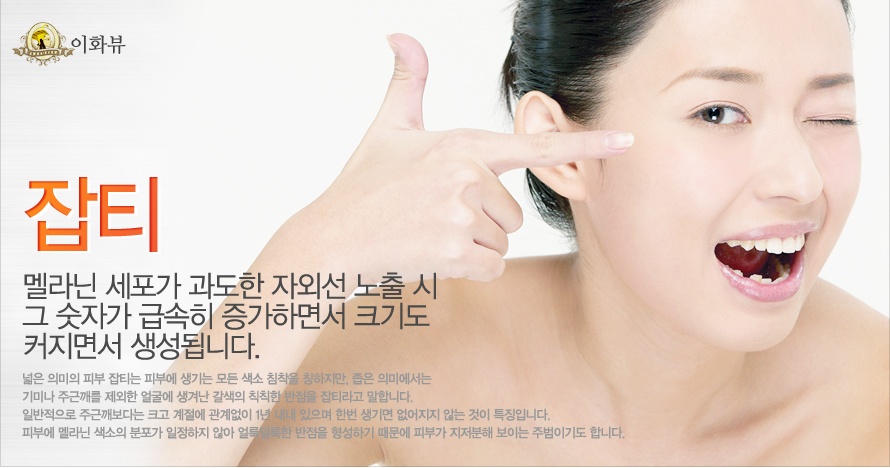 이화뷰
잡티
멜라닌 세포가 과도한 자외선 노출 시
그 숫자가 급속히 증가하면서 크기도
커지면서 생성됩니다.
넓은 의미의 피부 잡티는 피부에 생기는 모든 색소 침착을 칭하지만, 좁은 의미에서는
기미나 주근깨를 제외한 얼굴에 생겨난 갈색의 칙칙한 반점을 잡티라고 말합니다.
일반적으로 주근깨보다는 크고 계절에 관계없이 1년 내내 있으며 한번 생기면 없어지지 않는 것이 특징입니다.
피부에 멜라닌 색소의 분포가 일정하지 않아 얼룩덜룩한 반점을 형성하기 때문에 피부가 지저분해 보이는 주범이기도 합니다.